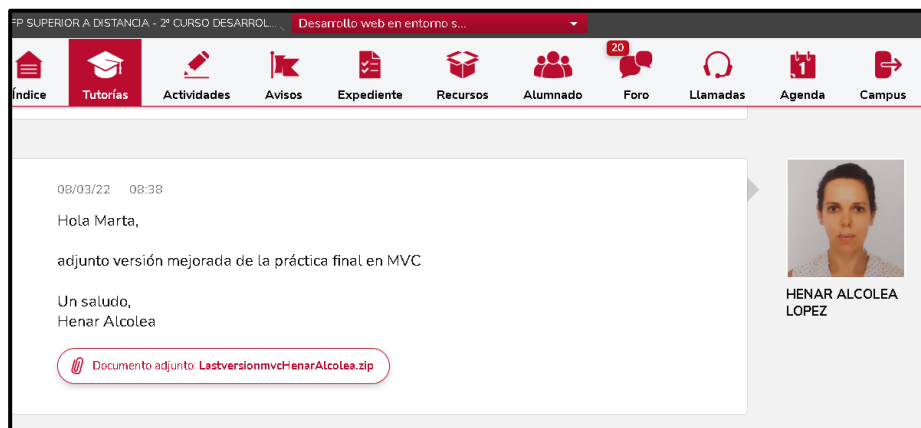 FP SUPERIOR A DISTANCIA - 2º CURSO DESARROL...
Desarrollo web en entorno s...
Índice
Tutorías
Actividades
Avisos
Expediente
Recursos
Alumnado
20
Foro
Llamadas
1
Agenda
Campus
08/03/22 08:38
Hola Marta,
adjunto versión mejorada de la práctica final en MVC
Un saludo,
Henar Alcolea
Documento adjunto: LastversionmvcHenarAlcolea.zip
HENAR ALCOLEA
LOPEZ